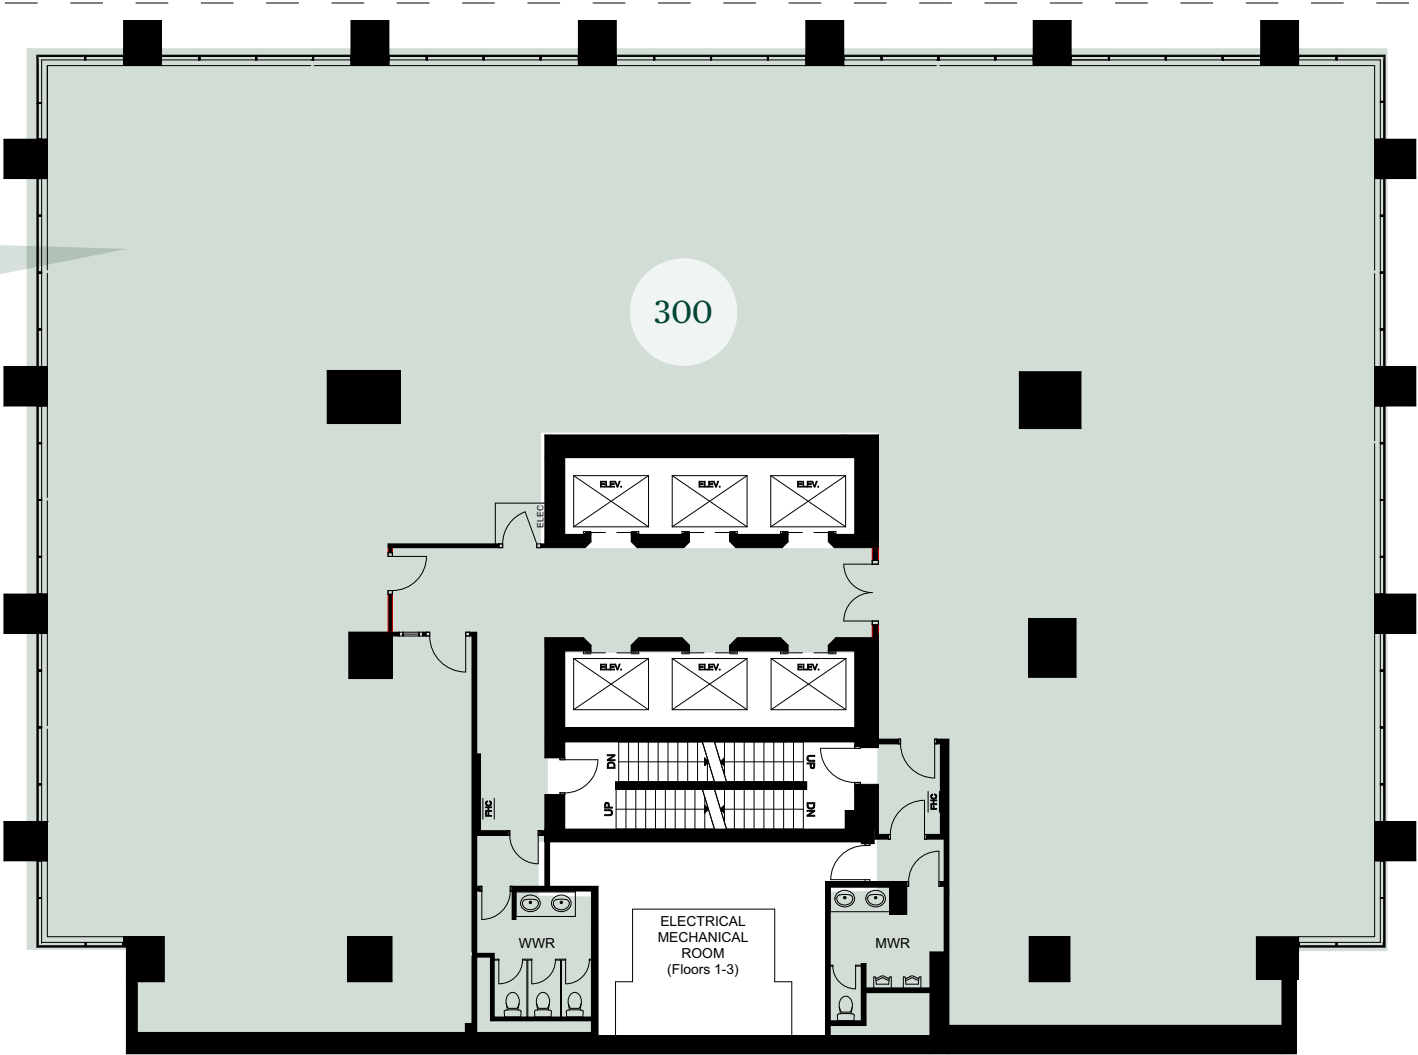 300
ELEV.
ELEV.
ELEV.
ELEC
ELEV.
ELEV.
ELEV.
DN
UP
UP
DN
FHC
FHC
WWR
ELECTRICAL
MECHANICAL
ROOM
(Floors 1-3)
MWR